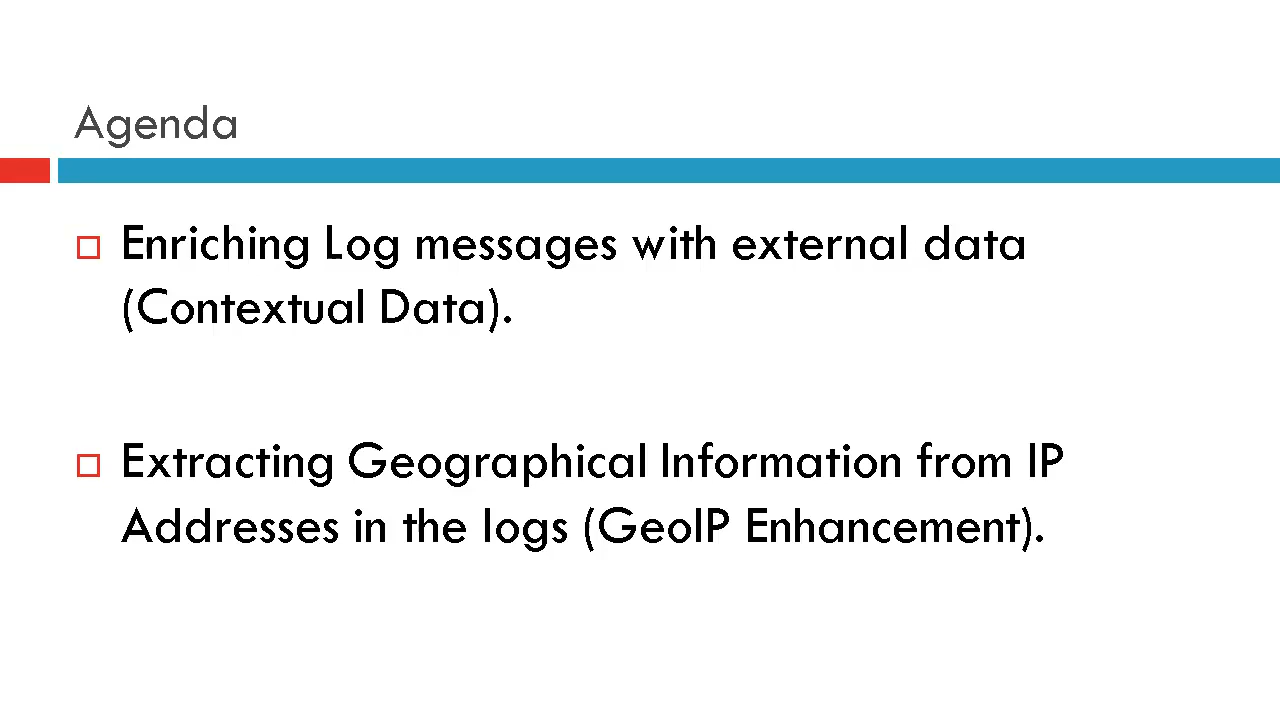 Agenda
Enriching Log messages with external data
(Contextual Data).
Extracting Geographical Information from IP
Addresses in the logs (GeoIP Enhancement).